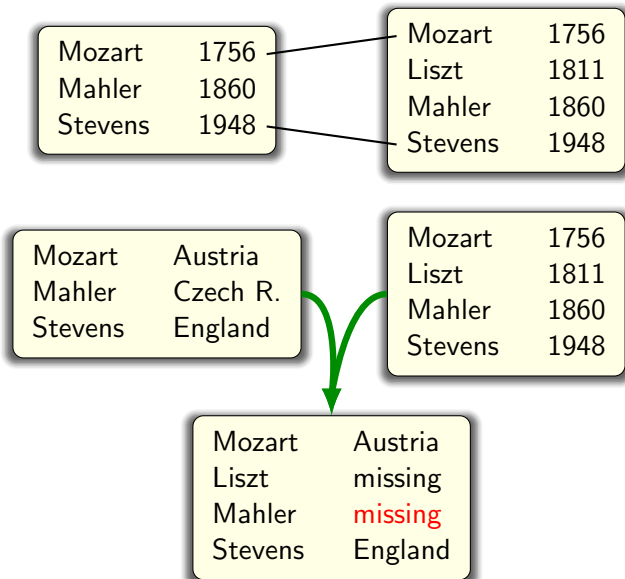 Mozart 1756
Mahler 1860
Stevens 1948
Mozart 1756
Liszt 1811
Mahler 1860
Stevens 1948
Mozart Austria
Mahler Czech R.
Stevens England
Mozart 1756
Liszt 1811
Mahler 1860
Stevens 1948
Mozart Austria
Liszt missing
Mahler missing
Stevens England